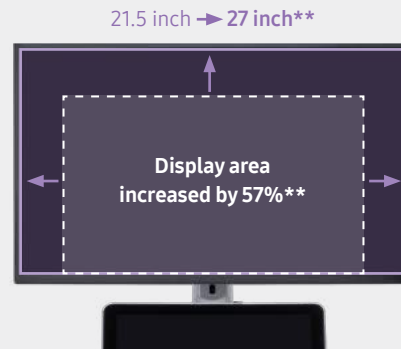 21.5 inch → 27 inch**
Display area
increased by 57%**